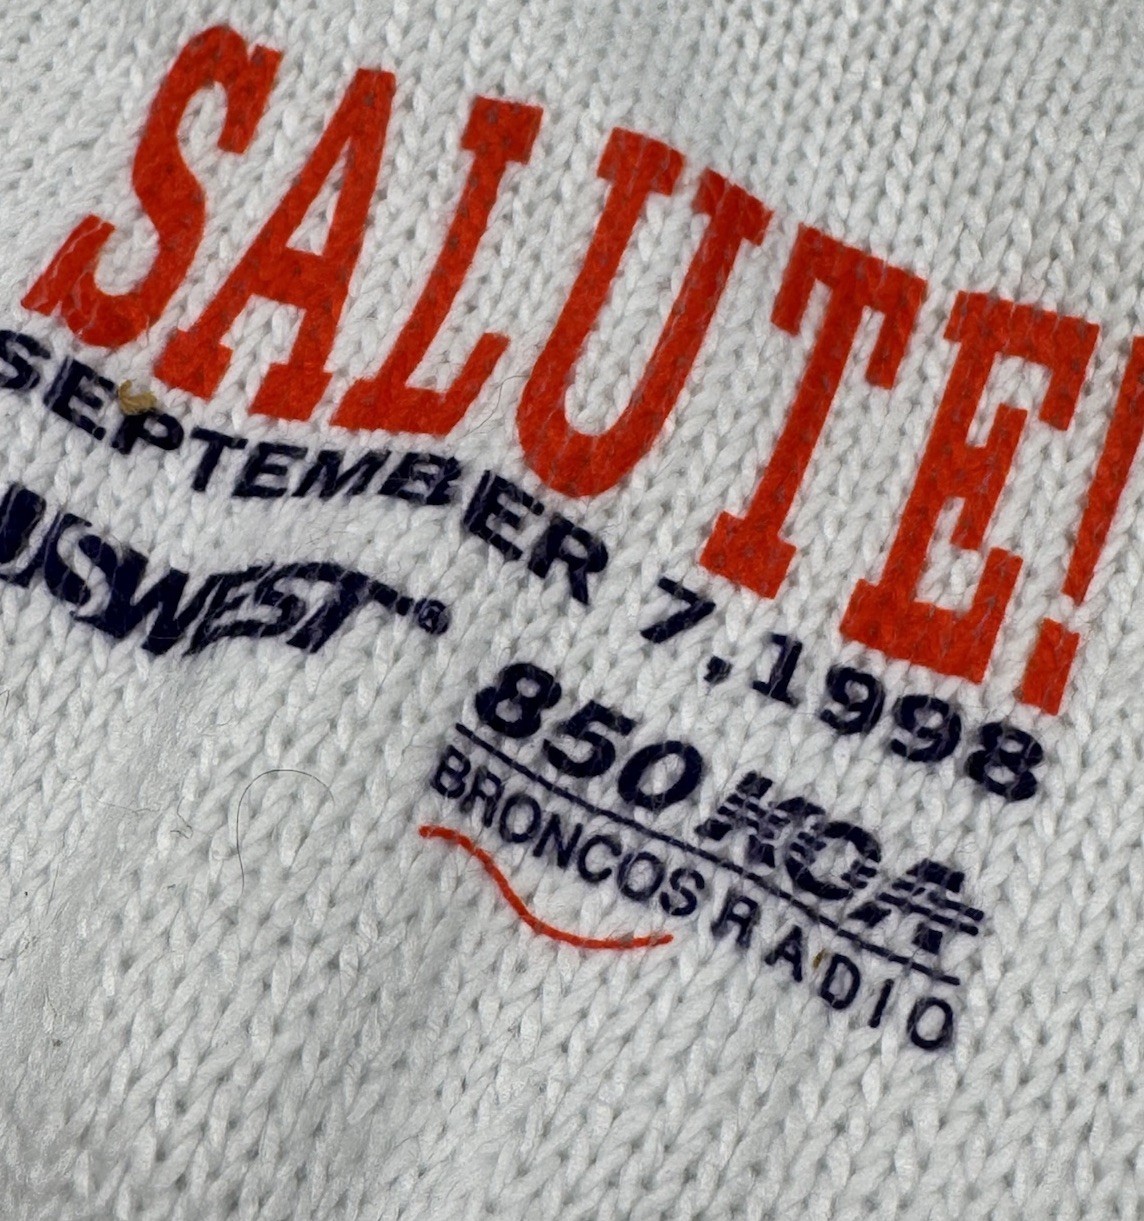 SALUTE!
SEPTEMBER 7, 1998
USWEST®
850 KOA
BRONCOS RADIO